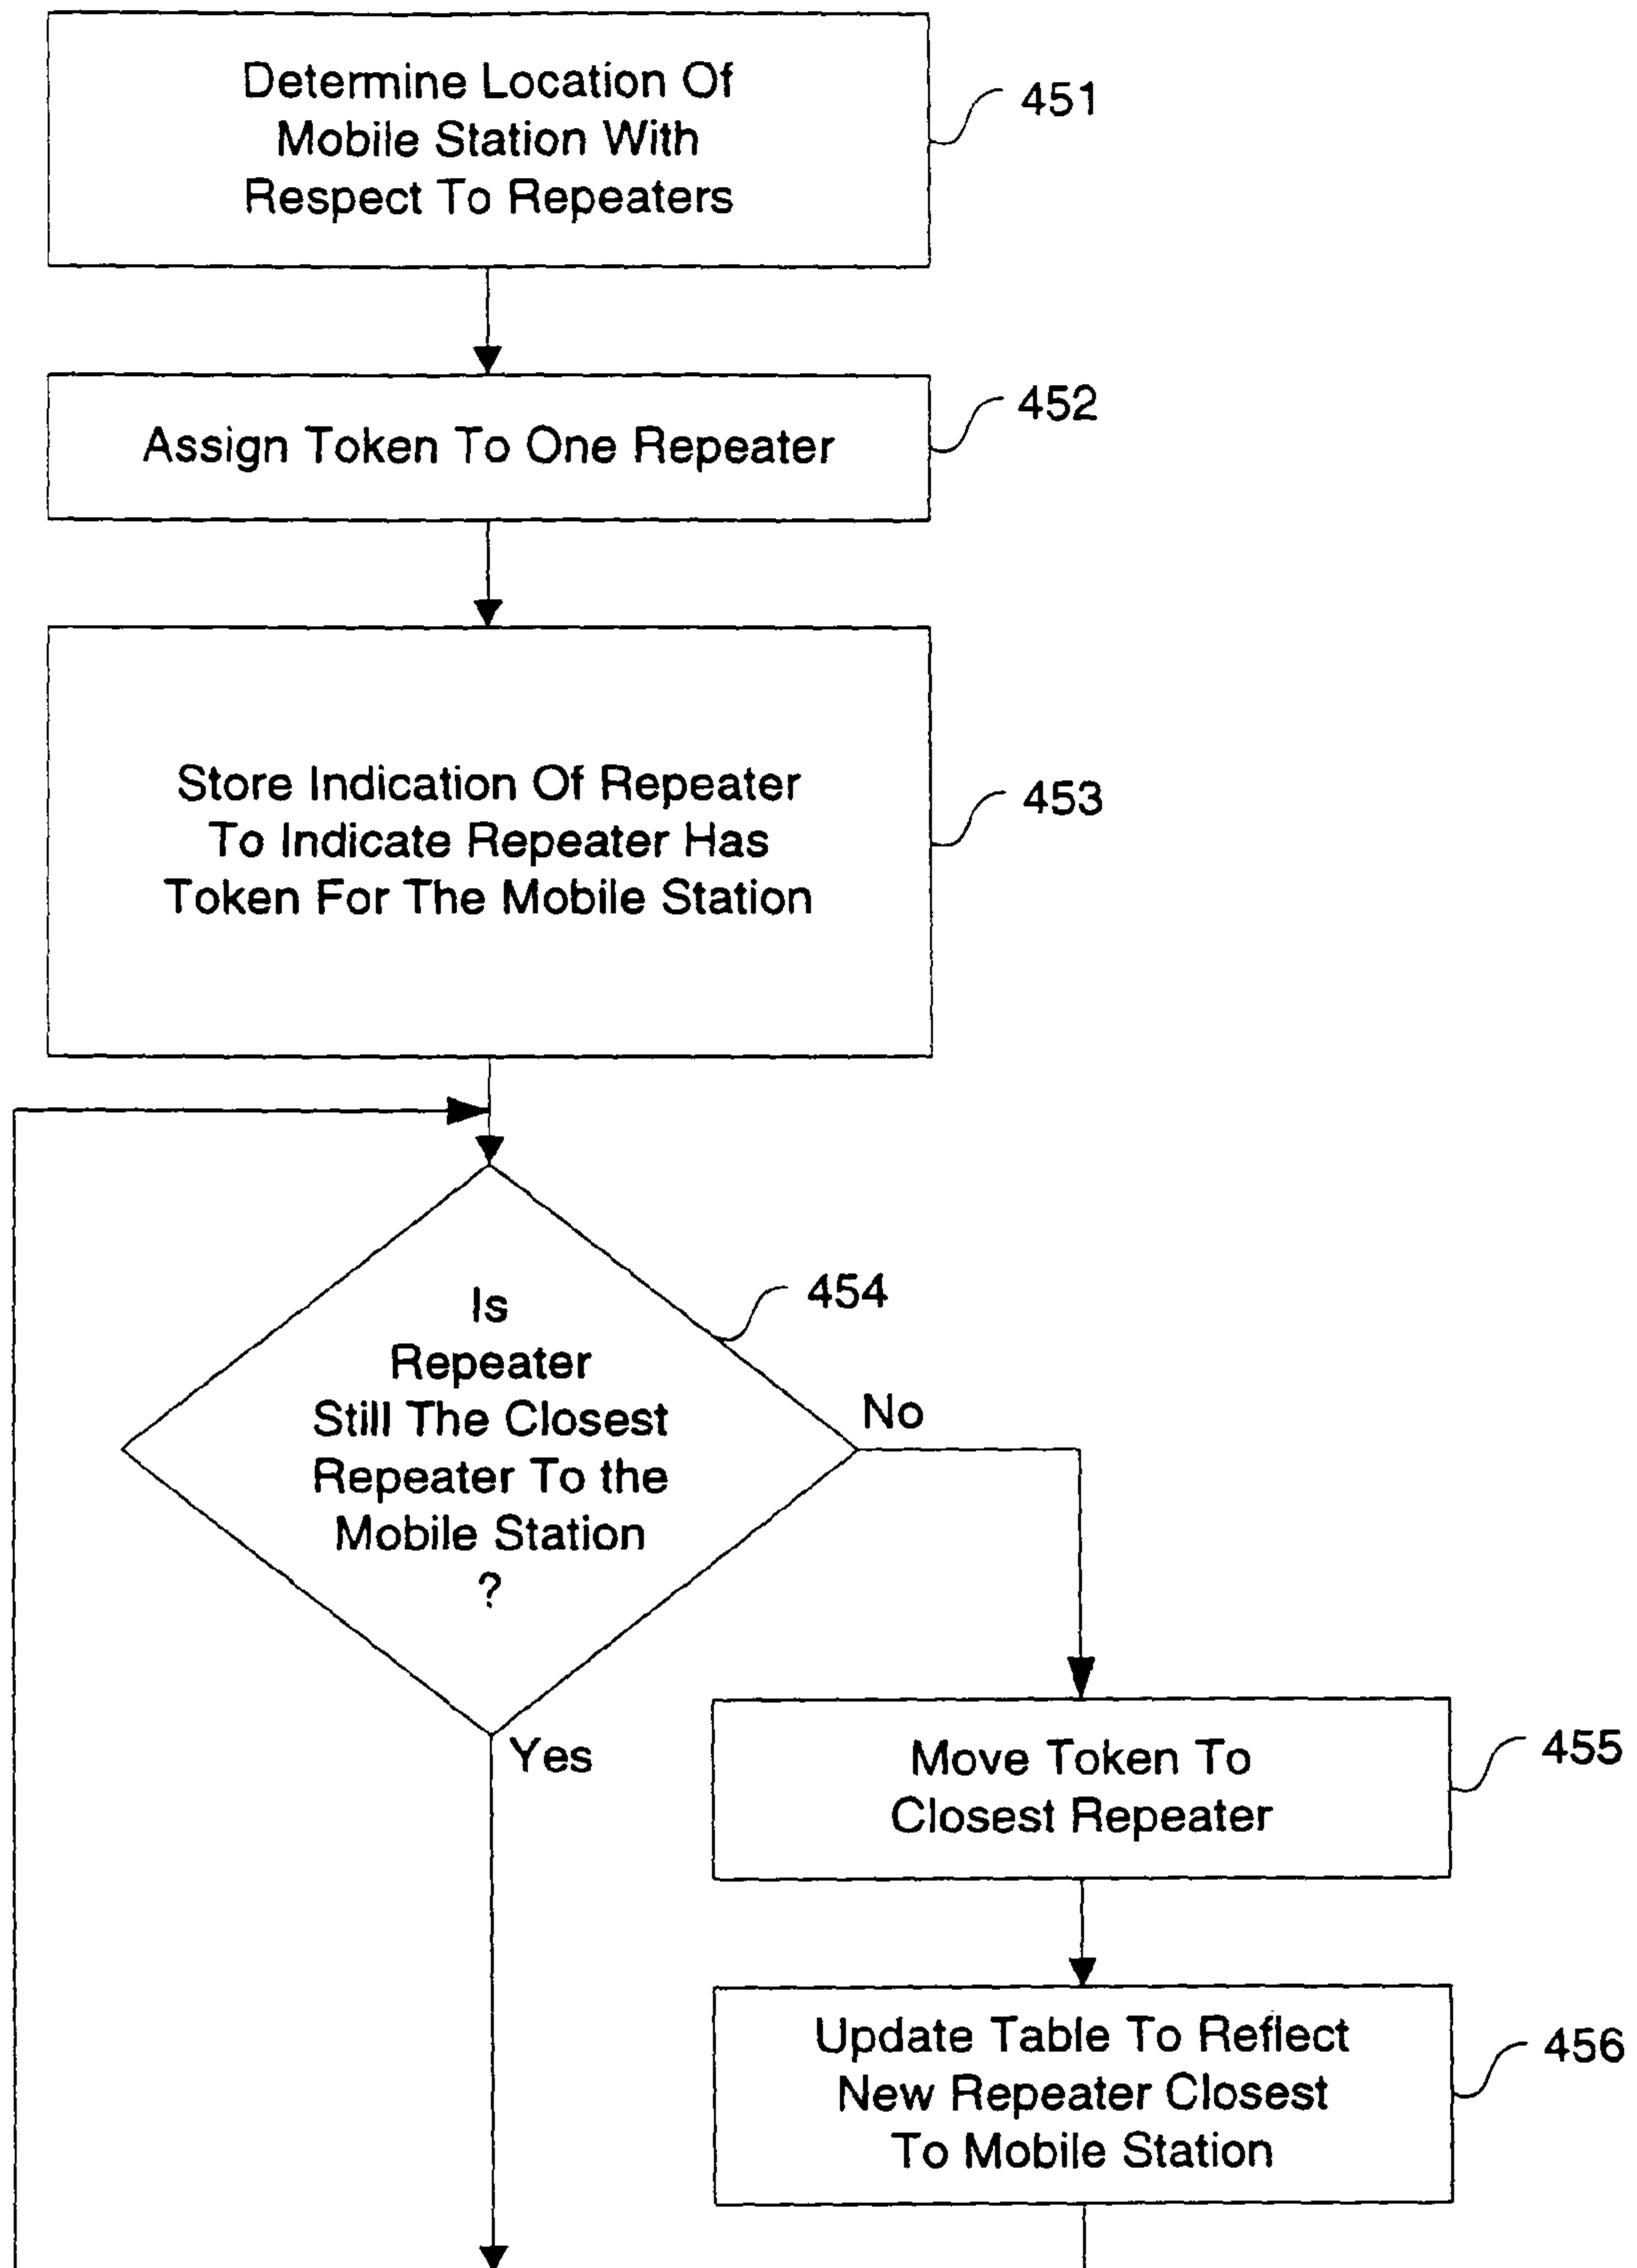 Determine Location Of
Mobile Station With
Respect To Repeaters
451
Assign Token To One Repeater
452
Store Indication Of Repeater
To Indicate Repeater Has
Token For The Mobile Station
453
Is
Repeater
Still The Closest
Repeater To the
Mobile Station
?
454
No
Yes
Move Token To
Closest Repeater
455
Update Table To Reflect
New Repeater Closest
To Mobile Station
456